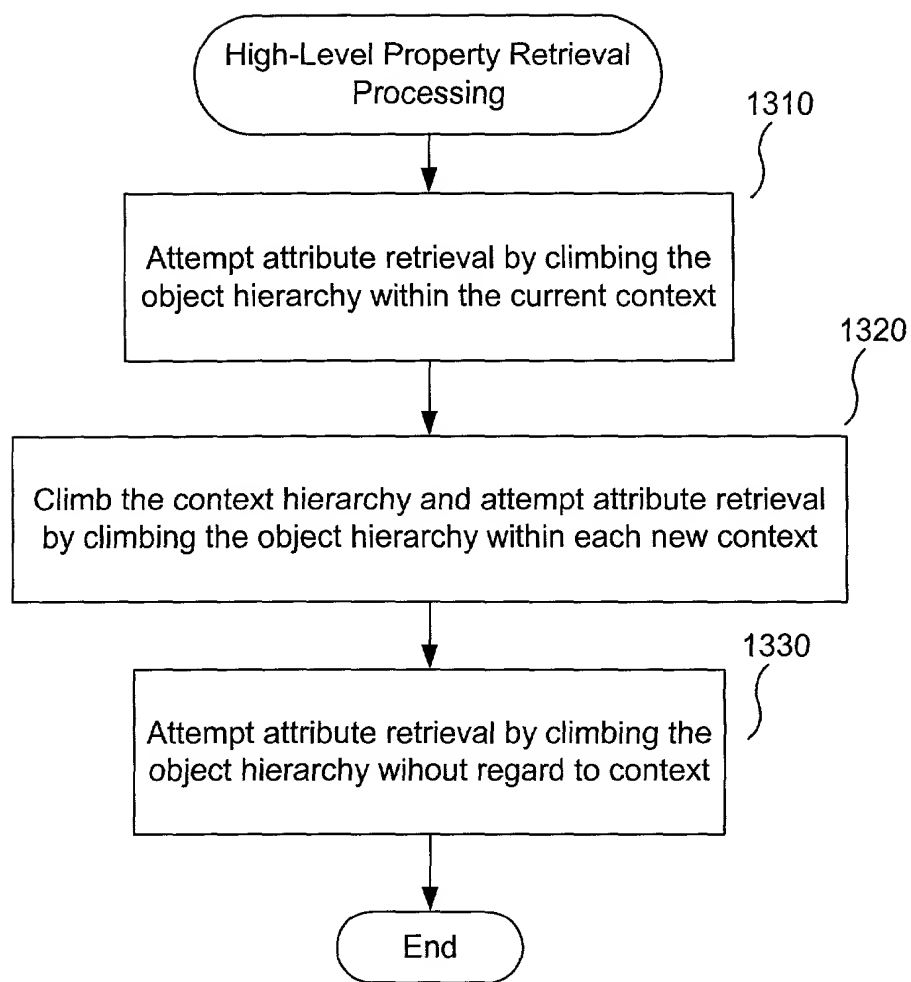 High-Level Property Retrieval
Processing
1310
Attempt attribute retrieval by climbing the
object hierarchy within the current context
1320
Climb the context hierarchy and attempt attribute retrieval
by climbing the object hierarchy within each new context
1330
Attempt attribute retrieval by climbing the
object hierarchy wihout regard to context
End